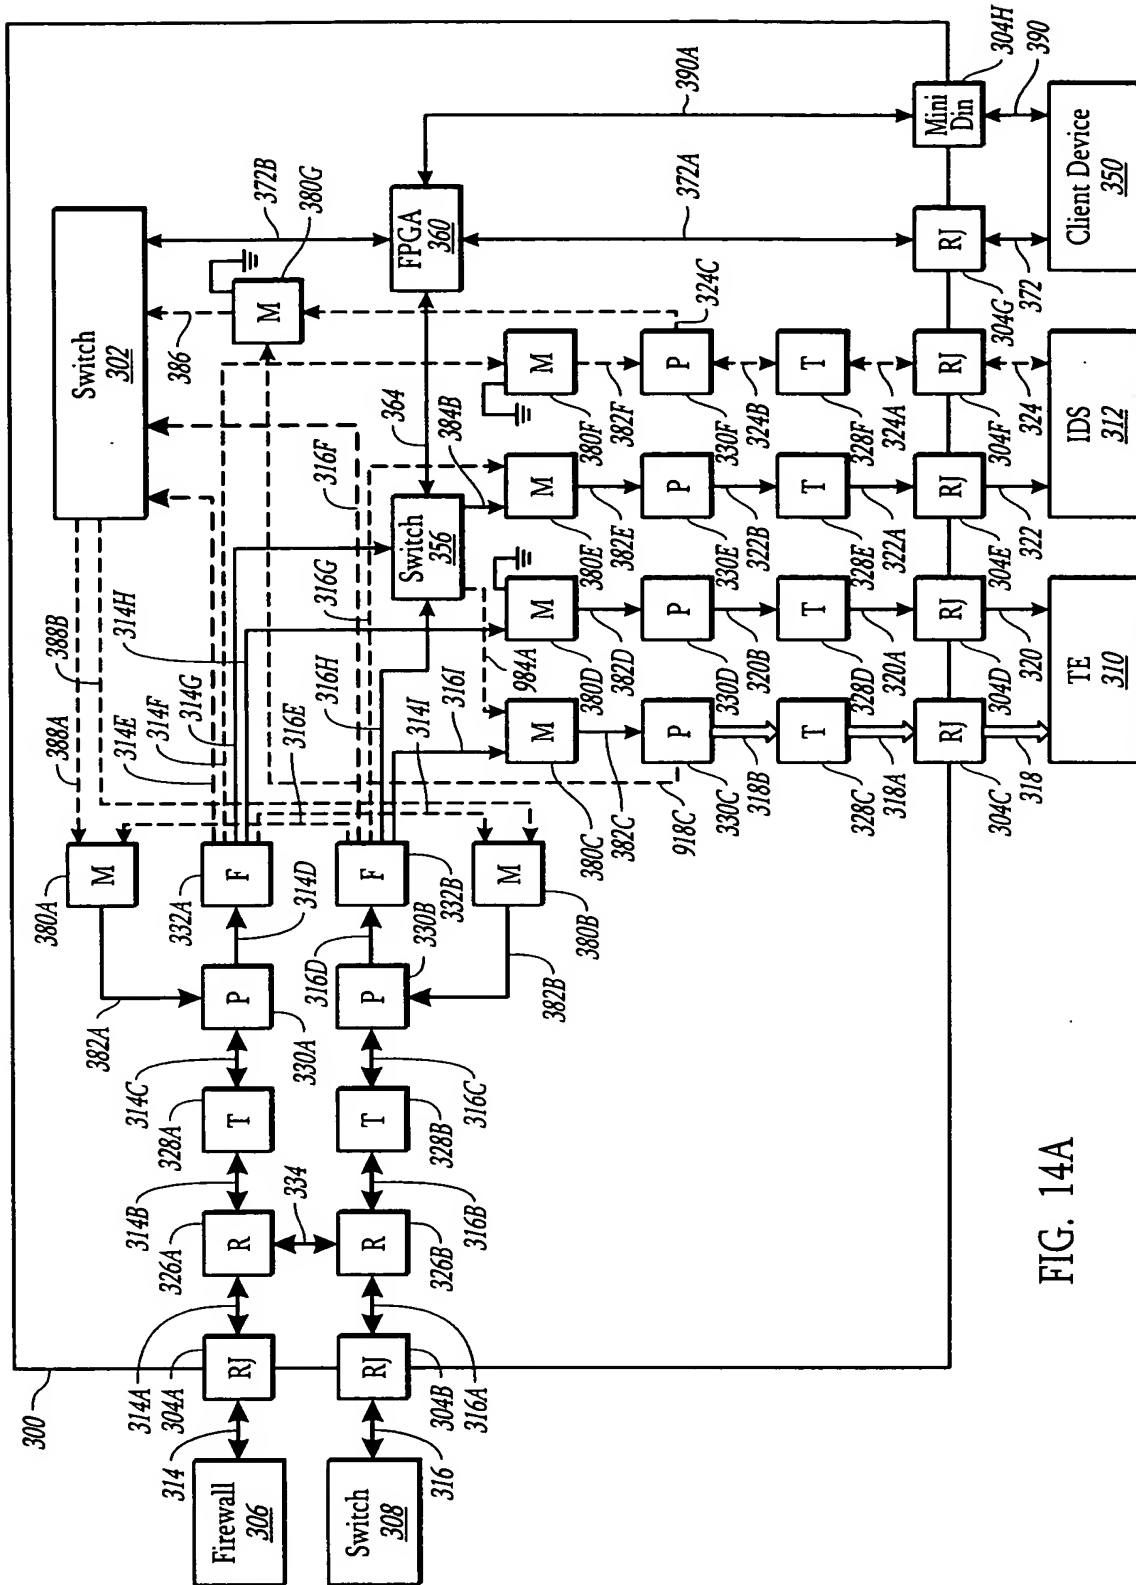 300
Firewall
306
Switch
308
314
316
304A
RJ
304B
RJ
314A
316A
326A
R
326B
R
334
314B
316B
328A
T
328B
T
314C
316C
382A
P
330A
316D
P
330B
382B
314D
380A
M
332A
F
F
332B
M
380B
388A
388B
314E
314F
314G
314H
316E
314I
316F
316G
316H
316I
Switch
302
386
M
380G
372B
FPGA
360
364
Switch
356
384B
984A
390A
372A
M
380C
382C
M
380D
382D
M
380E
382E
M
380F
382F
918C
P
330C
318B
P
330D
320B
P
330E
322B
P
330F
324B
324C
T
328C
318A
T
328D
320A
T
328E
322A
T
328F
324A
RJ
304C
318
RJ
304D
320
RJ
304E
322
RJ
304F
324
RJ
304G
372
Mini
Din
304H
390
TE
310
IDS
312
Client Device
350
FIG. 14A